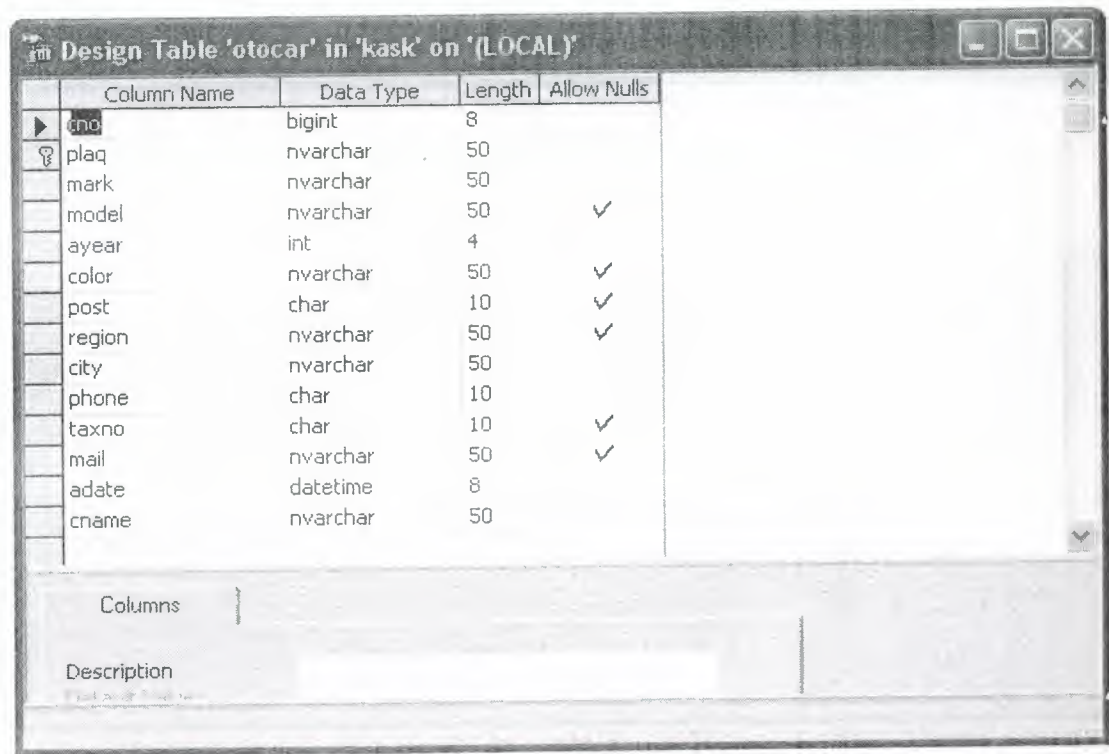 Design Table 'otocar' in 'kask' on '(LOCAL)'
Column Name Data Type Length Allow Nulls
cno bigint 8
plaq nvarchar 50
mark nvarchar 50
model nvarchar 50 ✓
ayear int 4
color nvarchar 50 ✓
post char 10 ✓
region nvarchar 50 ✓
city nvarchar 50
phone char 10
taxno char 10 ✓
mail nvarchar 50 ✓
adate datetime 8
cname nvarchar 50
Columns
Description